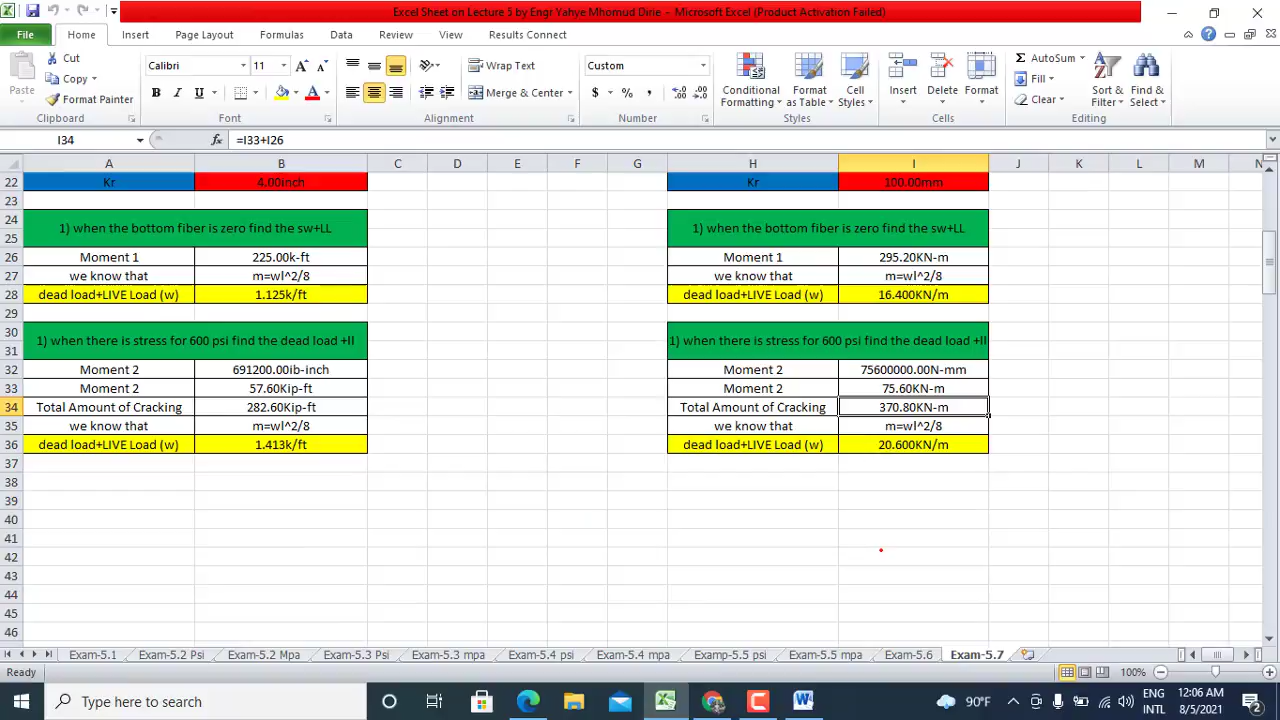 Excel Sheet on Lecture 5 by Engr Yahye Mhomud Dirie - Microsoft Excel (Product Activation Failed)
File Home Insert Page Layout Formulas Data Review View Results Connect
Cut
Copy
Format Painter
Paste
Clipboard
Calibri 11
B I U
Font
Wrap Text
Merge & Center
Alignment
Custom
$ % ,
Number
Conditional Formatting
Format as Table
Cell Styles
Styles
Insert Delete Format
Cells
AutoSum
Fill
Clear
Sort & Filter
Find & Select
Editing
I34 fx =I33+I26
A B C D E F G H I J K L M N
22 Kr 4.00inch Kr 100.00mm
23
24
1) when the bottom fiber is zero find the sw+LL 1) when the bottom fiber is zero find the sw+LL
25
26 Moment 1 225.00k-ft Moment 1 295.20KN-m
27 we know that m=wl^2/8 we know that m=wl^2/8
28 dead load+LIVE Load (w) 1.125k/ft dead load+LIVE Load (w) 16.400KN/m
29
30
1) when there is stress for 600 psi find the dead load +ll 1) when there is stress for 600 psi find the dead load +ll
31
32 Moment 2 691200.00ib-inch Moment 2 75600000.00N-mm
33 Moment 2 57.60Kip-ft Moment 2 75.60KN-m
34 Total Amount of Cracking 282.60Kip-ft Total Amount of Cracking 370.80KN-m
35 we know that m=wl^2/8 we know that m=wl^2/8
36 dead load+LIVE Load (w) 1.413k/ft dead load+LIVE Load (w) 20.600KN/m
37
38
39
40
41
42
43
44
45
46
Exam-5.1 Exam-5.2 Psi Exam-5.2 Mpa Exam-5.3 Psi Exam-5.3 mpa Exam-5.4 psi Exam-5.4 mpa Examp-5.5 psi Exam-5.5 mpa Exam-5.6 Exam-5.7
Ready 100%
Type here to search
90°F
ENG
INTL
12:06 AM
8/5/2021
2